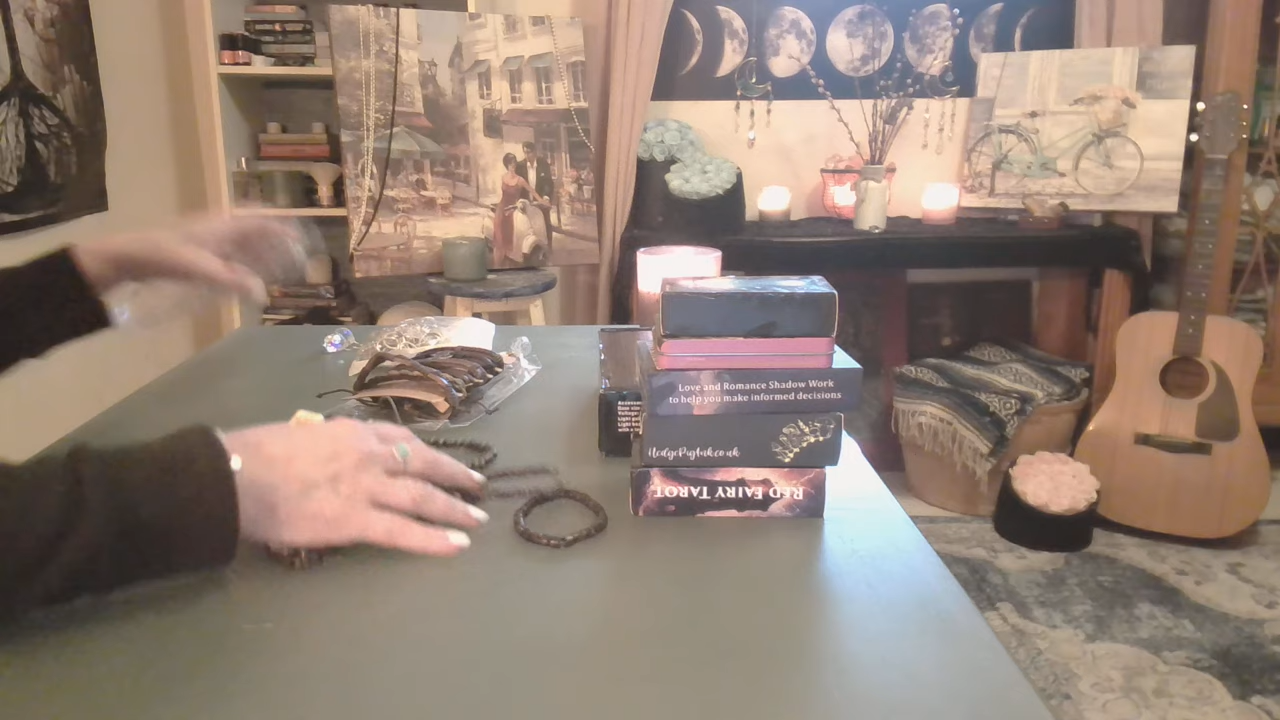 Love and Romance Shadow Work
to help you make informed decisions
HedgePigInk.co.uk
RED FAIRY TAROT